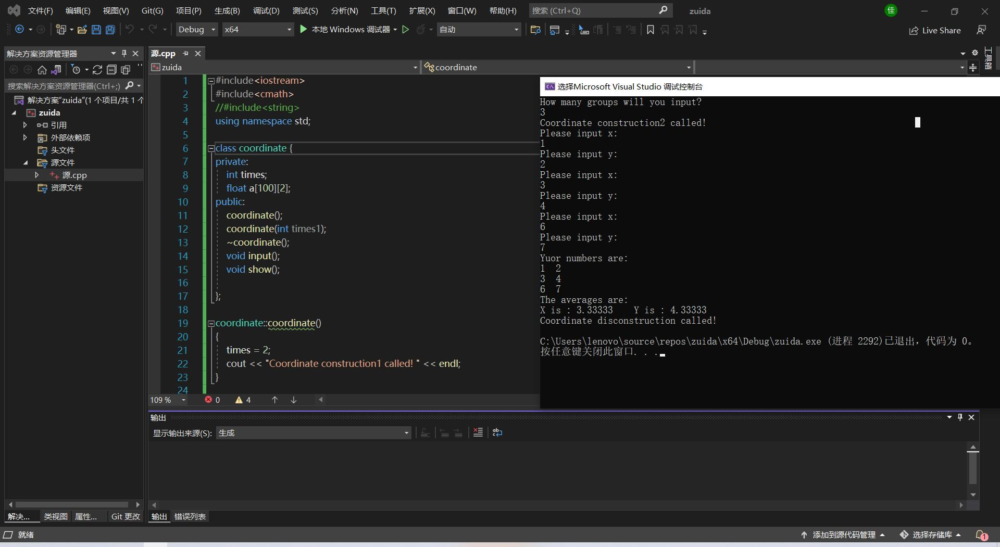 文件(F) 编辑(E) 视图(V) Git(G) 项目(P) 生成(B) 调试(D) 测试(S) 分析(N) 工具(T) 扩展(X) 窗口(W) 帮助(H) 搜索 (Ctrl+Q) zuida 佳
Debug x64 本地 Windows 调试器 自动 Live Share
解决方案资源管理器
搜索解决方案资源管理器(Ctrl+;)
解决方案"zuida"(1 个项目/共 1 个
zuida
引用
外部依赖项
头文件
源文件
源.cpp
资源文件
解决... 类视图 属性... Git 更改
源.cpp
zuida coordinate
工具箱
1 #include<iostream>
2 #include<cmath>
3 //#include<string>
4 using namespace std;
5
6 class coordinate {
7 private:
8 int times;
9 float a[100][2];
10 public:
11 coordinate();
12 coordinate(int times1);
13 ~coordinate();
14 void input();
15 void show();
16
17 };
18
19 coordinate::coordinate()
20 {
21 times = 2;
22 cout << "Coordinate construction1 called! " << endl;
23 }
24
109 % 0 4
选择Microsoft Visual Studio 调试控制台
How many groups will you input?
3
Coordinate construction2 called!
Please input x:
1
Please input y:
2
Please input x:
3
Please input y:
4
Please input x:
6
Please input y:
7
Yuor numbers are:
1 2
3 4
6 7
The averages are:
X is : 3.33333 Y is : 4.33333
Coordinate disconstruction called!
C:\Users\lenovo\source\repos\zuida\x64\Debug\zuida.exe (进程 2292)已退出，代码为 0。
按任意键关闭此窗口. . .
输出
显示输出来源(S): 生成
输出 错误列表
就绪 添加到源代码管理 选择存储库 1